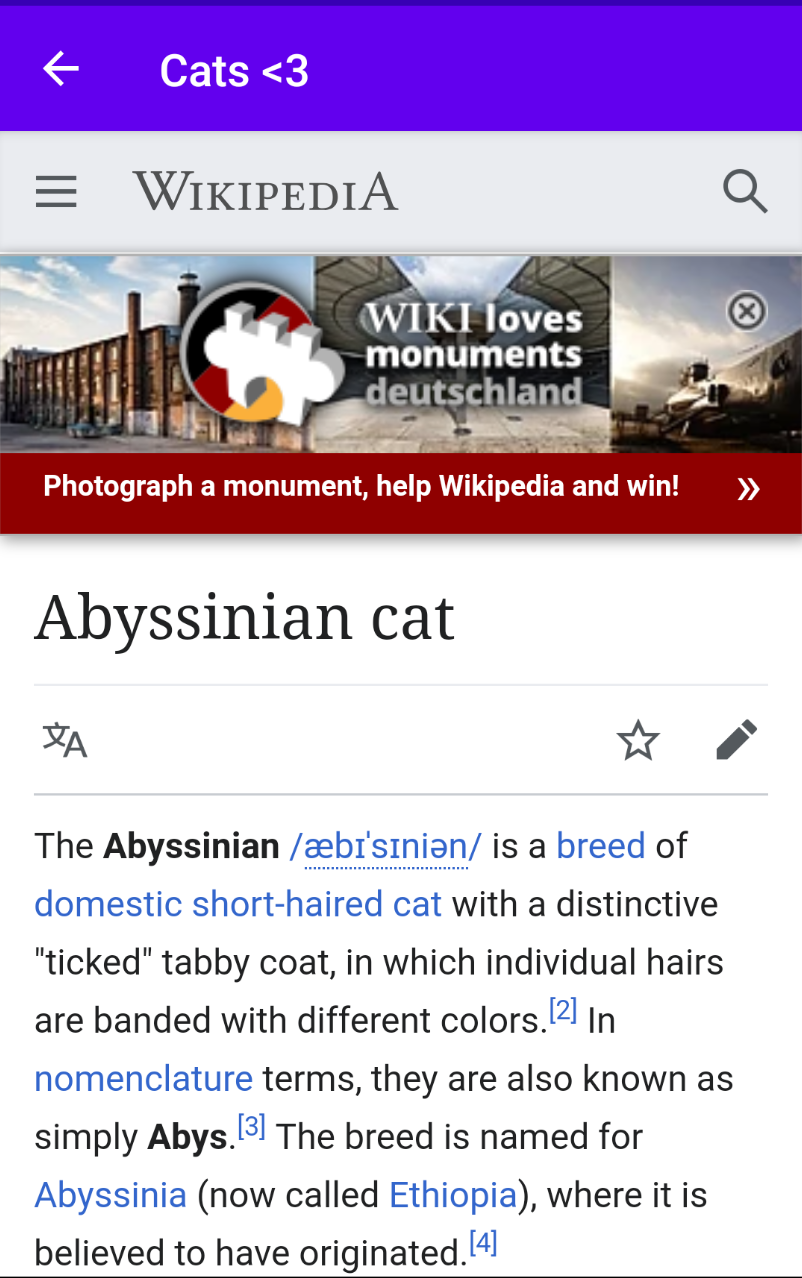 Cats <3
WIKIPEDIA
WIKI loves
monuments
deutschland
Photograph a monument, help Wikipedia and win! »
Abyssinian cat
文A
The Abyssinian /æbɪˈsɪniən/ is a breed of
domestic short-haired cat with a distinctive
"ticked" tabby coat, in which individual hairs
are banded with different colors.[2] In
nomenclature terms, they are also known as
simply Abys.[3] The breed is named for
Abyssinia (now called Ethiopia), where it is
believed to have originated.[4]